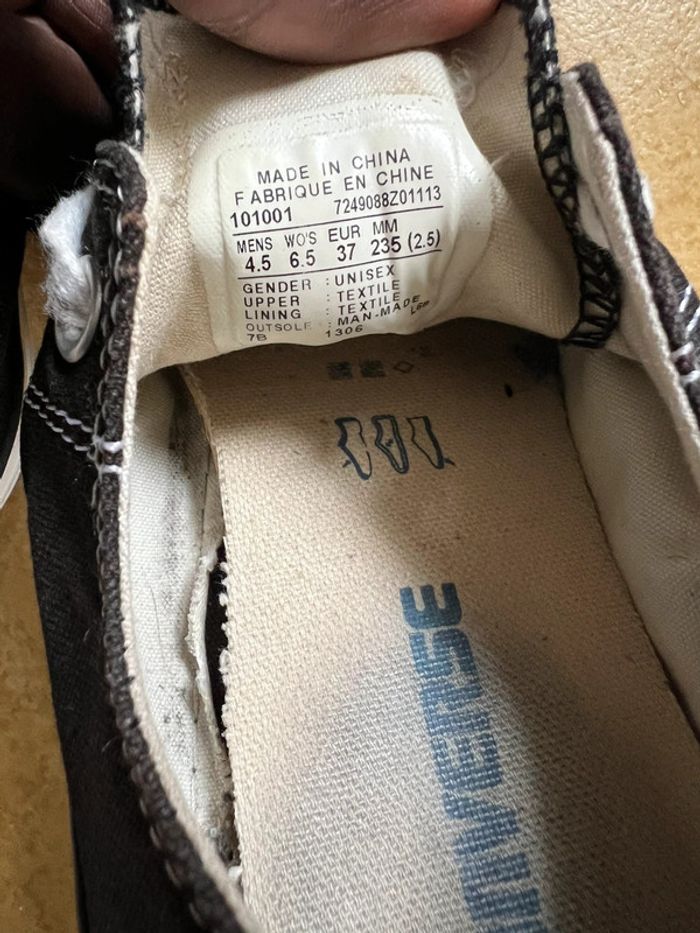 MADE IN CHINA
FABRIQUE EN CHINE
101001 7249088Z01113
MENS WO'S EUR MM
4.5 6.5 37 235 (2.5)
GENDER : UNISEX
UPPER : TEXTILE
LINING : TEXTILE
OUTSOLE : MAN-MADE
7B 1306
NVERSE